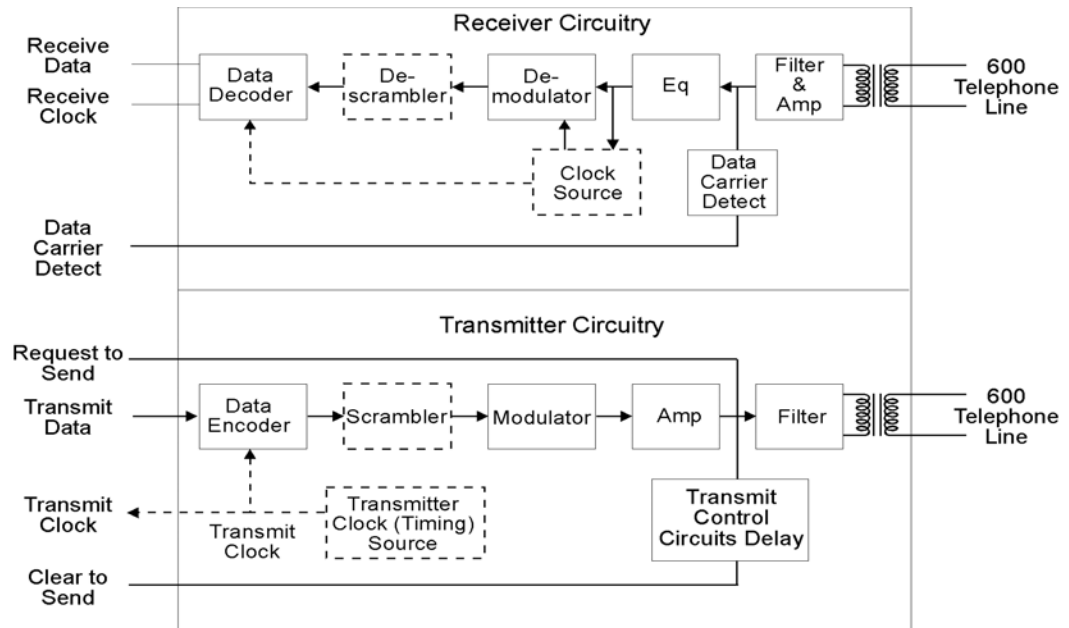 Receiver Circuitry
Receive
Data
Receive
Clock
Data
Decoder
De-
scrambler
De-
modulator
Eq
Filter
&
Amp
600
Telephone
Line
Clock
Source
Data
Carrier
Detect
Data
Carrier
Detect
Transmitter Circuitry
Request to
Send
Transmit
Data
Data
Encoder
Scrambler
Modulator
Amp
Filter
600
Telephone
Line
Transmit
Clock
Transmit
Clock
Transmitter
Clock (Timing)
Source
Transmit
Control
Circuits Delay
Clear to
Send